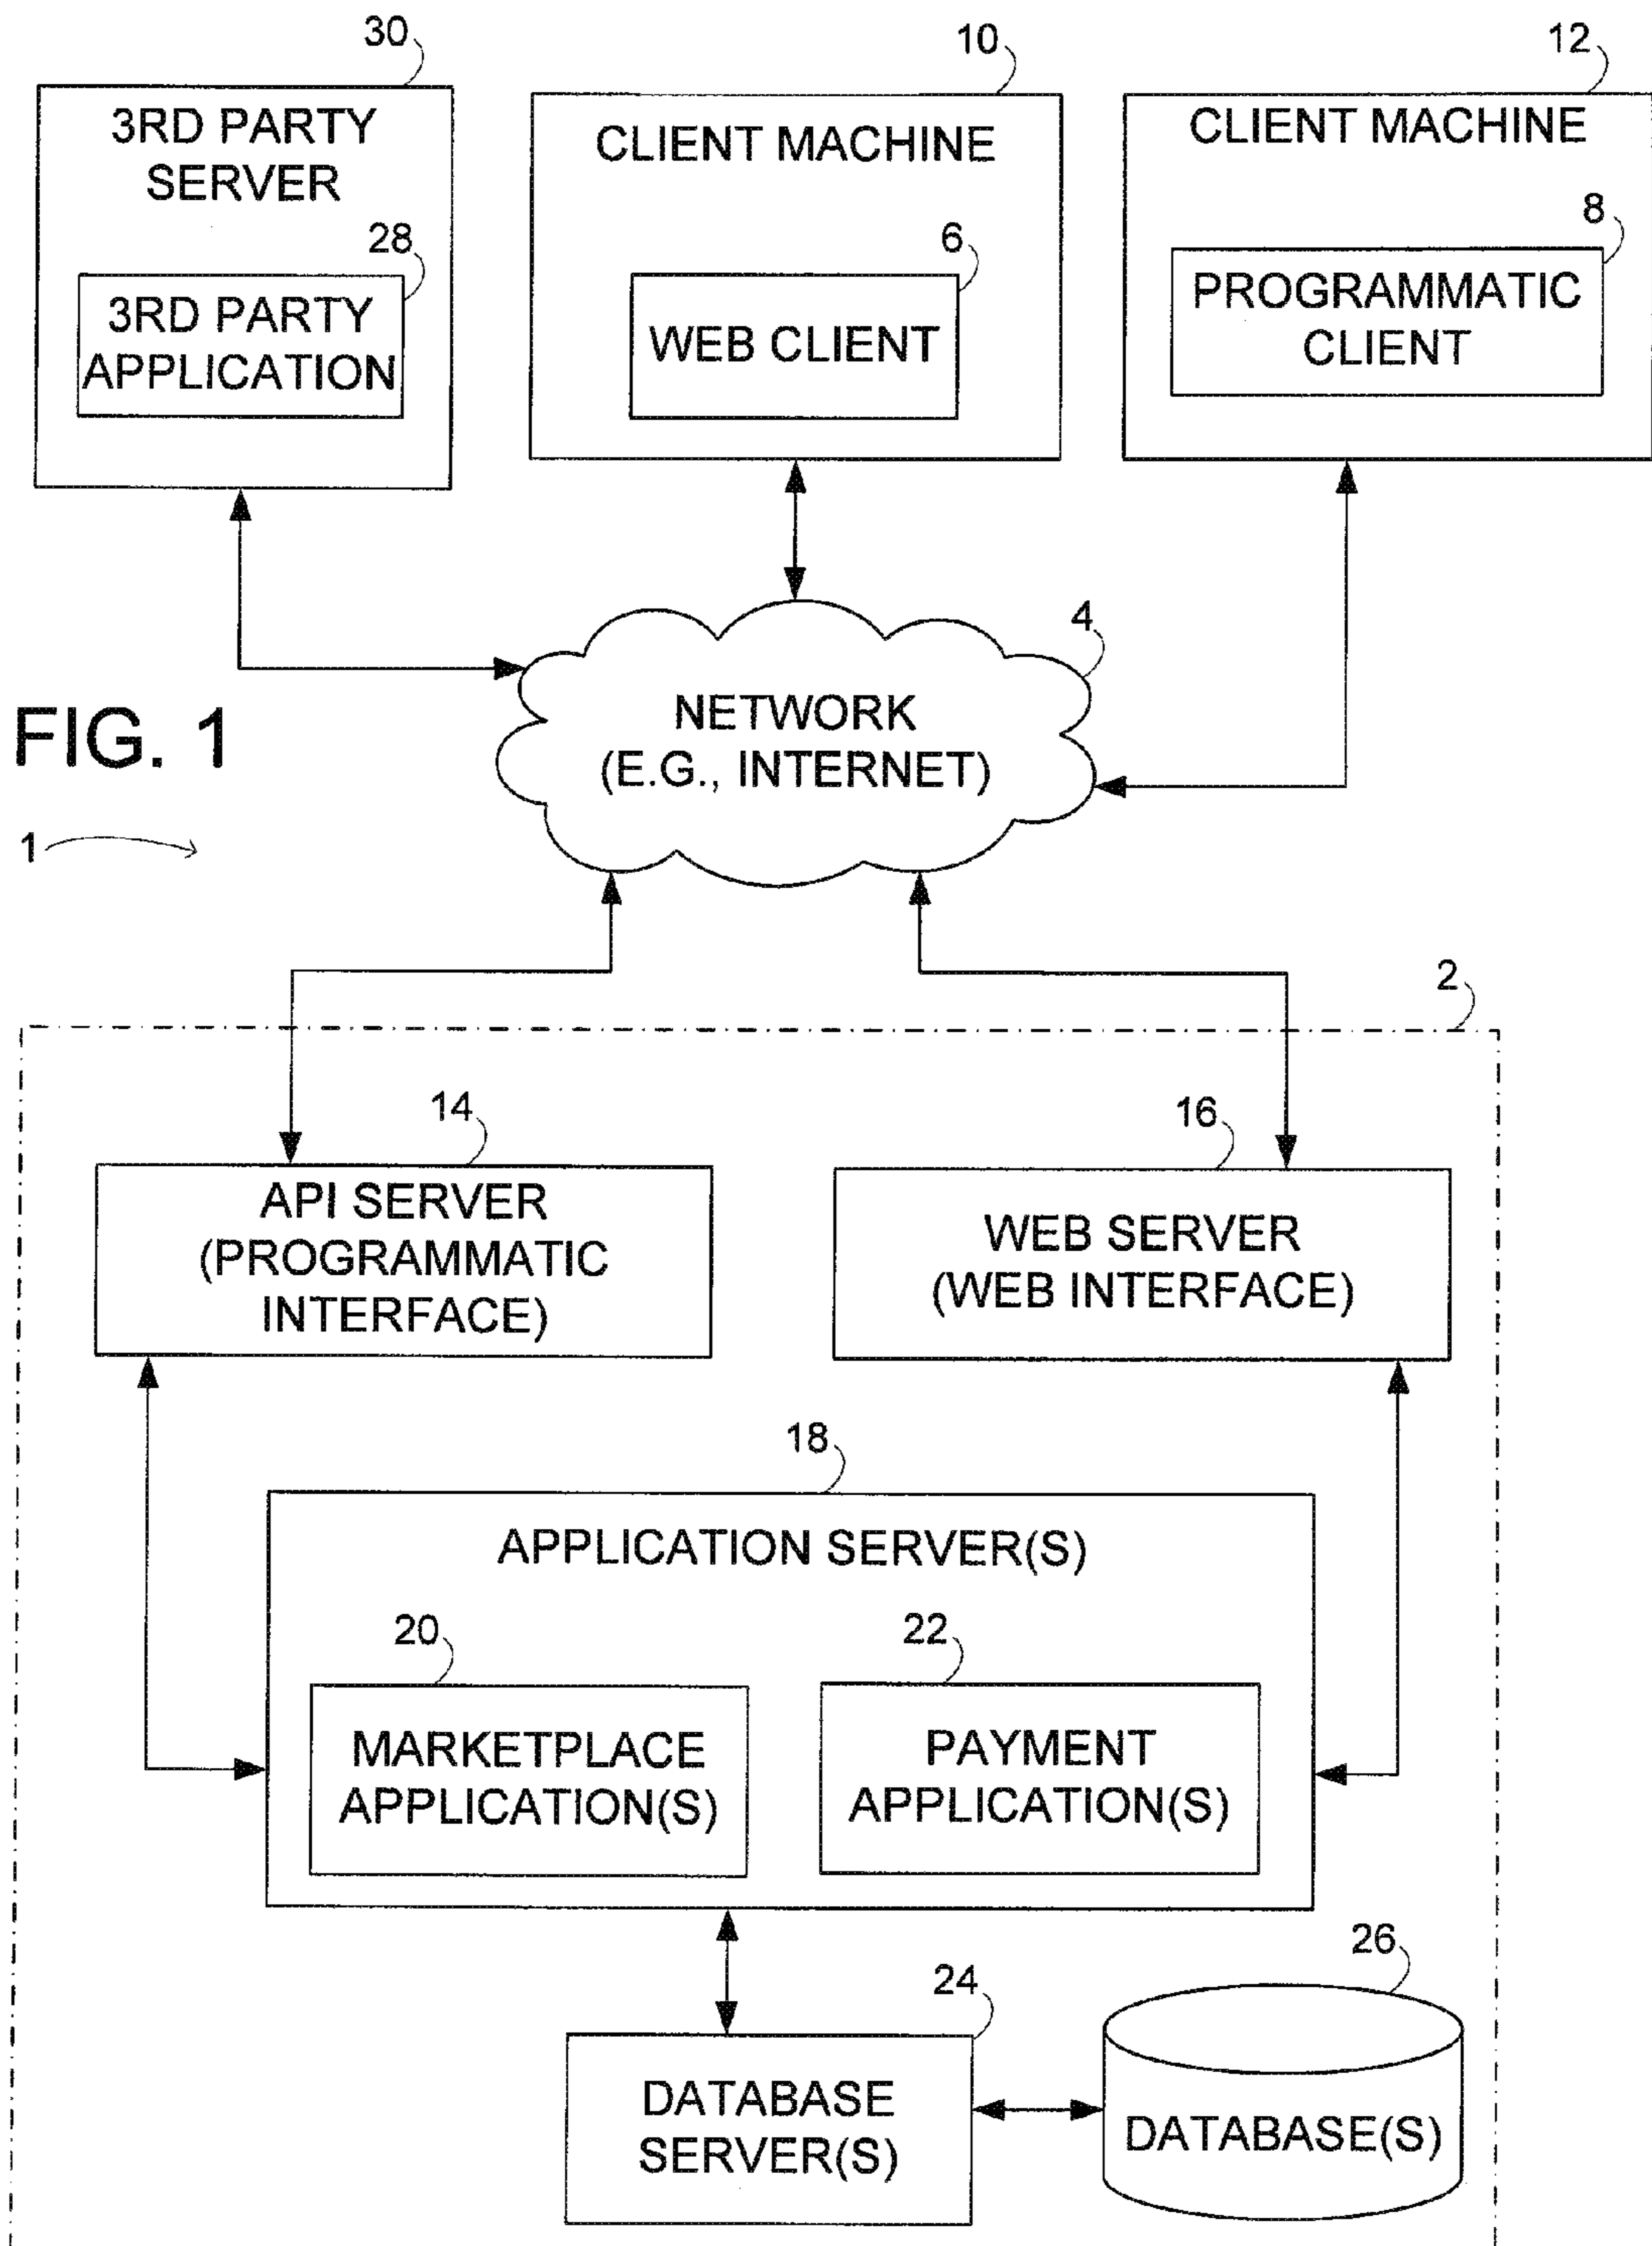 30
10
12
3RD PARTY
SERVER
CLIENT MACHINE
CLIENT MACHINE
28
6
8
3RD PARTY
APPLICATION
WEB CLIENT
PROGRAMMATIC
CLIENT
4
NETWORK
(E.G., INTERNET)
FIG. 1
1
2
14
16
API SERVER
(PROGRAMMATIC
INTERFACE)
WEB SERVER
(WEB INTERFACE)
18
APPLICATION SERVER(S)
20
22
MARKETPLACE
APPLICATION(S)
PAYMENT
APPLICATION(S)
24
26
DATABASE
SERVER(S)
DATABASE(S)